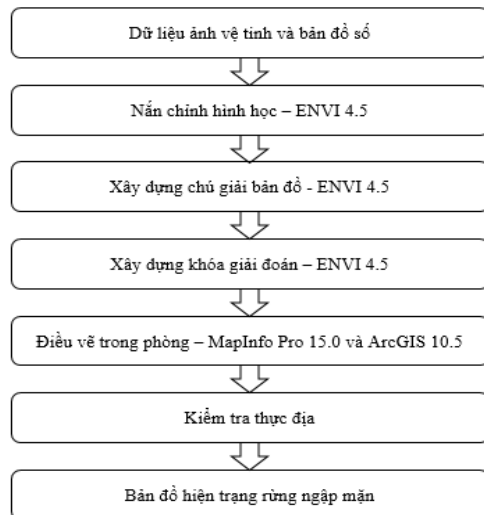 Dữ liệu ảnh vệ tinh và bản đồ số
Nắn chỉnh hình học – ENVI 4.5
Xây dựng chú giải bản đồ - ENVI 4.5
Xây dựng khóa giải đoán – ENVI 4.5
Điều vẽ trong phòng – MapInfo Pro 15.0 và ArcGIS 10.5
Kiểm tra thực địa
Bản đồ hiện trạng rừng ngập mặn